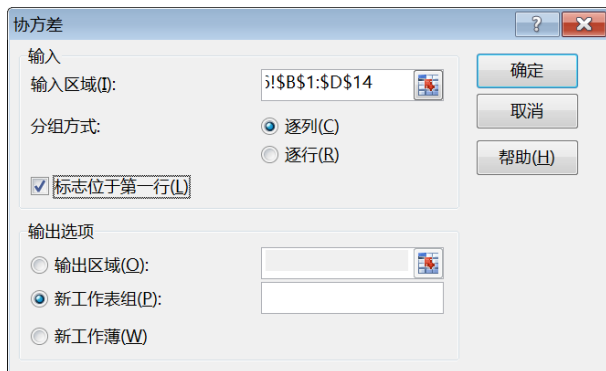 协方差
输入
输入区域(I):
5!$B$1:$D$14
确定
取消
帮助(H)
分组方式:
逐列(C)
逐行(R)
标志位于第一行(L)
输出选项
输出区域(O):
新工作表组(P):
新工作薄(W)